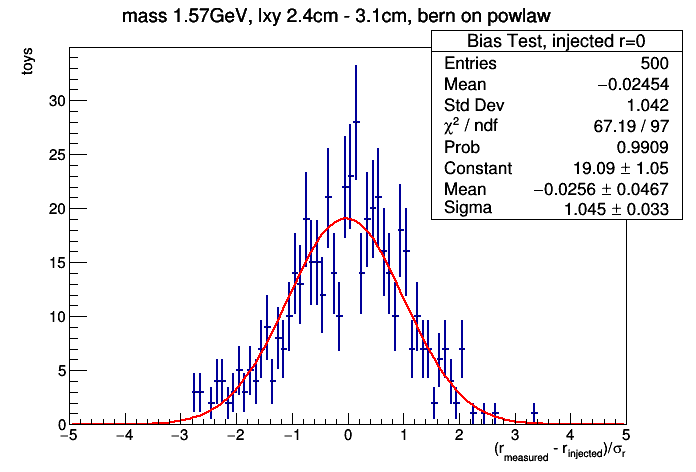 mass 1.57GeV, lxy 2.4cm - 3.1cm, bern on powlaw
Bias Test, injected r=0
Entries 500
Mean −0.02454
Std Dev 1.042
χ² / ndf 67.19 / 97
Prob 0.9909
Constant 19.09 ± 1.05
Mean −0.0256 ± 0.0467
Sigma 1.045 ± 0.033
toys
30
25
20
15
10
5
0
−5 −4 −3 −2 −1 0 1 2 3 4 5
(r_measured - r_injected)/σ_r